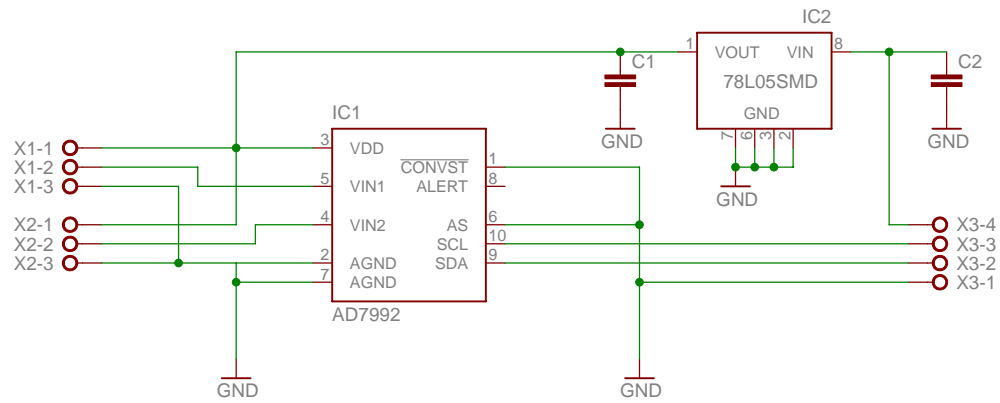 IC2
1
VOUT
VIN
8
C1
C2
78L05SMD
GND
7
6
3
2
GND
GND
GND
IC1
X1-1
3
VDD
X1-2
CONVST
1
X1-3
5
VIN1
ALERT
8
X2-1
4
VIN2
AS
6
X3-4
X2-2
SCL
10
X3-3
X2-3
2
AGND
SDA
9
X3-2
7
AGND
X3-1
AD7992
GND
GND